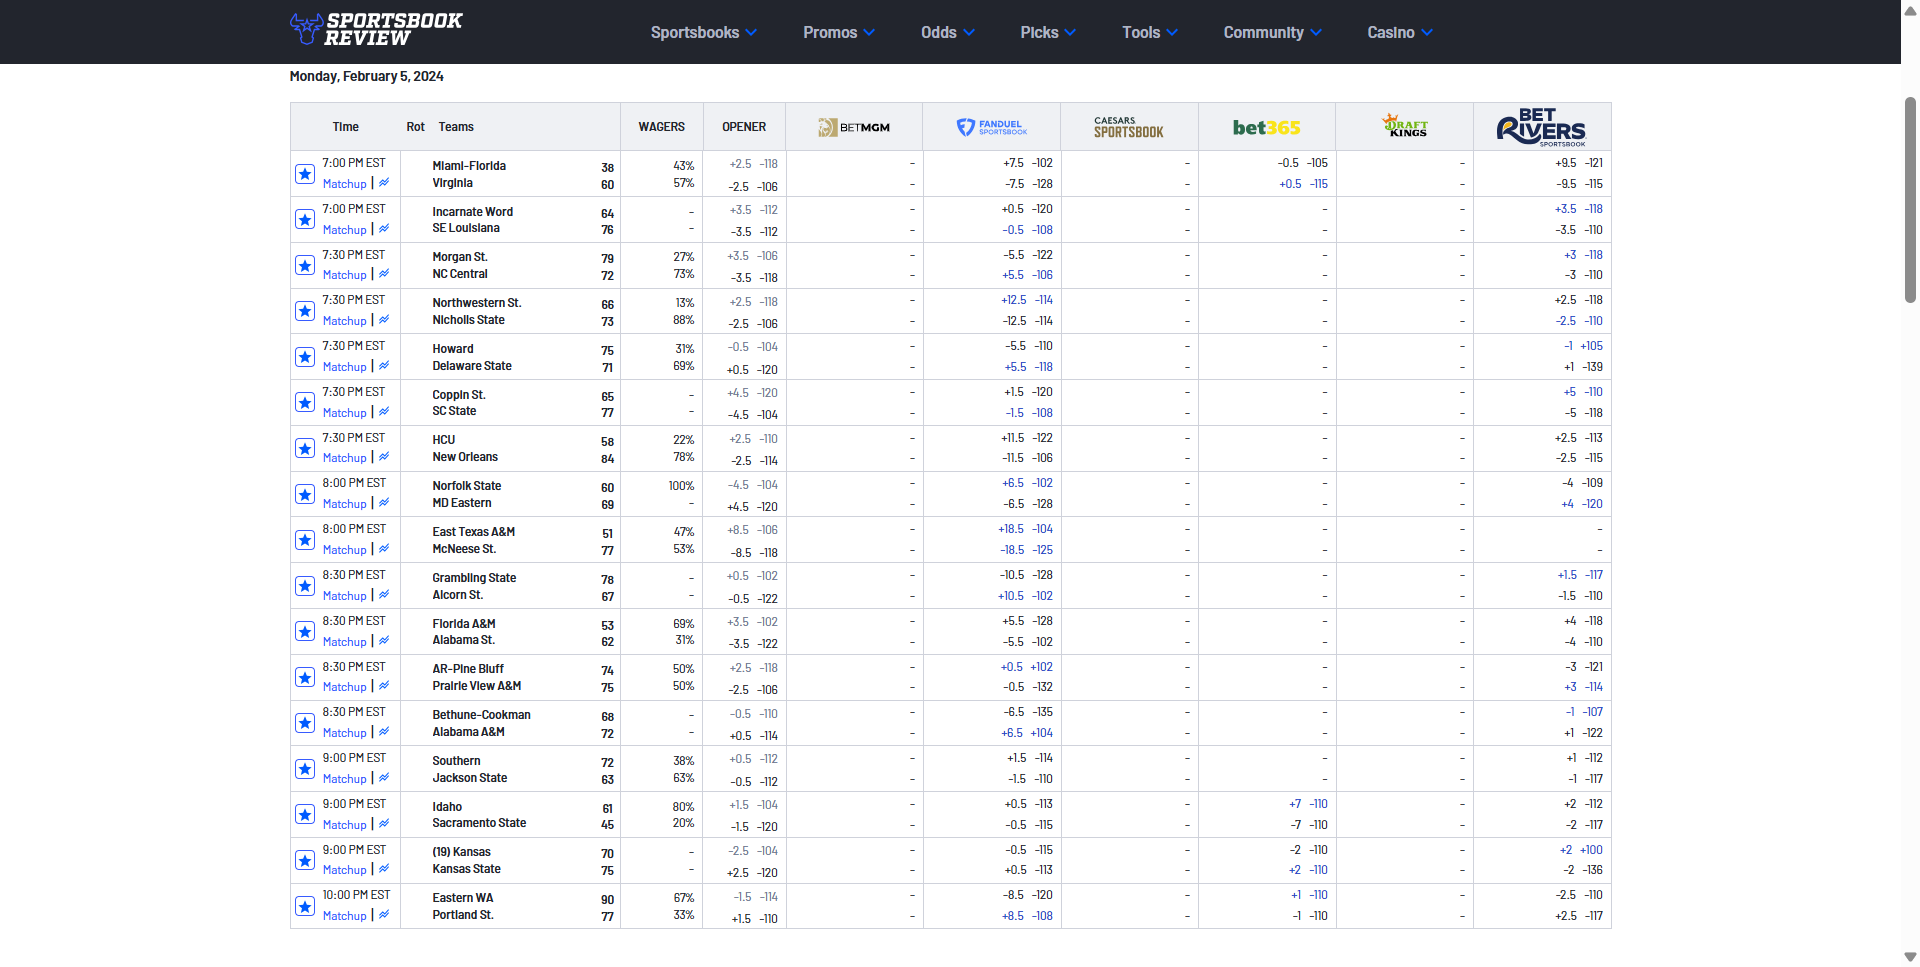 SPORTSBOOK REVIEW
Sportsbooks Promos Odds Picks Tools Community Casino
Monday, February 5, 2024
Time Rot Teams WAGERS OPENER BETMGM FANDUEL SPORTSBOOK CAESARS SPORTSBOOK bet365 DRAFT KINGS BET RIVERS SPORTSBOOK
7:00 PM EST Miami-Florida 38 43% +2.5 -118 - +7.5 -102 - -0.5 -105 - +9.5 -121
Matchup | Virginia 60 57% -2.5 -106 - -7.5 -128 - +0.5 -115 - -9.5 -115
7:00 PM EST Incarnate Word 64 - +3.5 -112 - +0.5 -120 - - - +3.5 -118
Matchup | SE Louisiana 76 - -3.5 -112 - -0.5 -108 - - - -3.5 -110
7:30 PM EST Morgan St. 79 27% +3.5 -106 - -5.5 -122 - - - +3 -118
Matchup | NC Central 72 73% -3.5 -118 - +5.5 -106 - - - -3 -110
7:30 PM EST Northwestern St. 66 13% +2.5 -118 - +12.5 -114 - - - +2.5 -118
Matchup | Nicholls State 73 88% -2.5 -106 - -12.5 -114 - - - -2.5 -110
7:30 PM EST Howard 75 31% -0.5 -104 - -5.5 -110 - - - -1 +105
Matchup | Delaware State 71 69% +0.5 -120 - +5.5 -118 - - - +1 -139
7:30 PM EST Coppin St. 65 - +4.5 -120 - +1.5 -120 - - - +5 -110
Matchup | SC State 77 - -4.5 -104 - -1.5 -108 - - - -5 -118
7:30 PM EST HCU 58 22% +2.5 -110 - +11.5 -122 - - - +2.5 -113
Matchup | New Orleans 84 78% -2.5 -114 - -11.5 -106 - - - -2.5 -115
8:00 PM EST Norfolk State 60 100% -4.5 -104 - +6.5 -102 - - - -4 -109
Matchup | MD Eastern 69 - +4.5 -120 - -6.5 -128 - - - +4 -120
8:00 PM EST East Texas A&M 51 47% +8.5 -106 - +18.5 -104 - - - -
Matchup | McNeese St. 77 53% -8.5 -118 - -18.5 -125 - - - -
8:30 PM EST Grambling State 78 - +0.5 -102 - -10.5 -128 - - - +1.5 -117
Matchup | Alcorn St. 67 - -0.5 -122 - +10.5 -102 - - - -1.5 -110
8:30 PM EST Florida A&M 53 69% +3.5 -102 - +5.5 -128 - - - +4 -118
Matchup | Alabama St. 62 31% -3.5 -122 - -5.5 -102 - - - -4 -110
8:30 PM EST AR-Pine Bluff 74 50% +2.5 -118 - +0.5 +102 - - - -3 -121
Matchup | Prairie View A&M 75 50% -2.5 -106 - -0.5 -132 - - - +3 -114
8:30 PM EST Bethune-Cookman 68 - -0.5 -110 - -6.5 -135 - - - -1 -107
Matchup | Alabama A&M 72 - +0.5 -114 - +6.5 +104 - - - +1 -122
9:00 PM EST Southern 72 38% +0.5 -112 - +1.5 -114 - - - +1 -112
Matchup | Jackson State 63 63% -0.5 -112 - -1.5 -110 - - - -1 -117
9:00 PM EST Idaho 61 80% +1.5 -104 - +0.5 -113 - +7 -110 - +2 -112
Matchup | Sacramento State 45 20% -1.5 -120 - -0.5 -115 - -7 -110 - -2 -117
9:00 PM EST (19) Kansas 70 - -2.5 -104 - -0.5 -115 - -2 -110 - +2 +100
Matchup | Kansas State 75 - +2.5 -120 - +0.5 -113 - +2 -110 - -2 -136
10:00 PM EST Eastern WA 90 67% -1.5 -114 - -8.5 -120 - +1 -110 - -2.5 -110
Matchup | Portland St. 77 33% +1.5 -110 - +8.5 -108 - -1 -110 - +2.5 -117